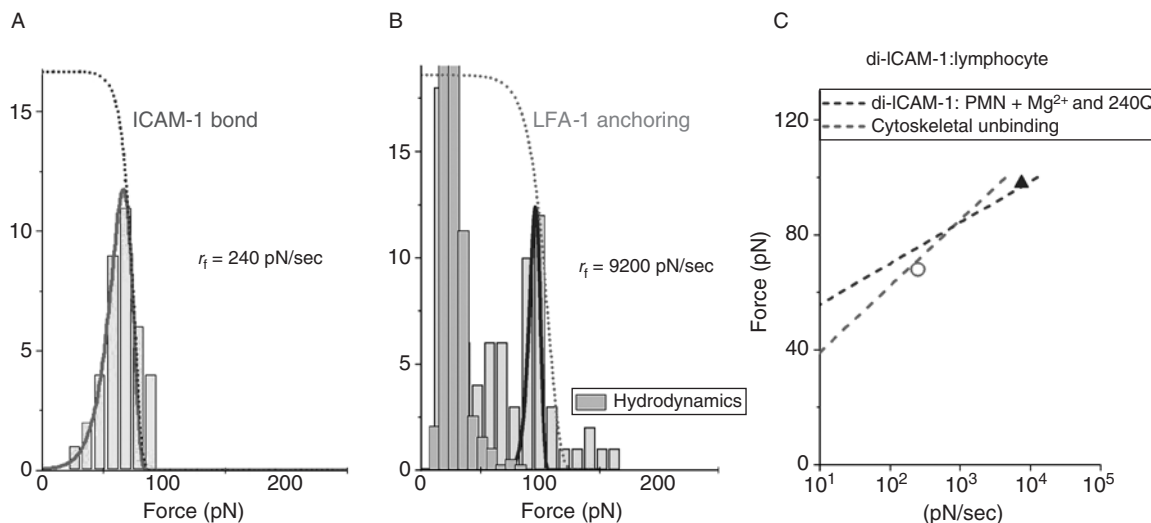 A
15
10
5
0
ICAM-1 bond
rf = 240 pN/sec
0
100
200
Force (pN)
B
15
10
5
0
LFA-1 anchoring
rf = 9200 pN/sec
Hydrodynamics
0
100
200
Force (pN)
C
di-ICAM-1:lymphocyte
di-ICAM-1: PMN + Mg²⁺ and 240Q
Cytoskeletal unbinding
Force (pN)
120
80
40
0
10¹
10²
10³
10⁴
10⁵
(pN/sec)